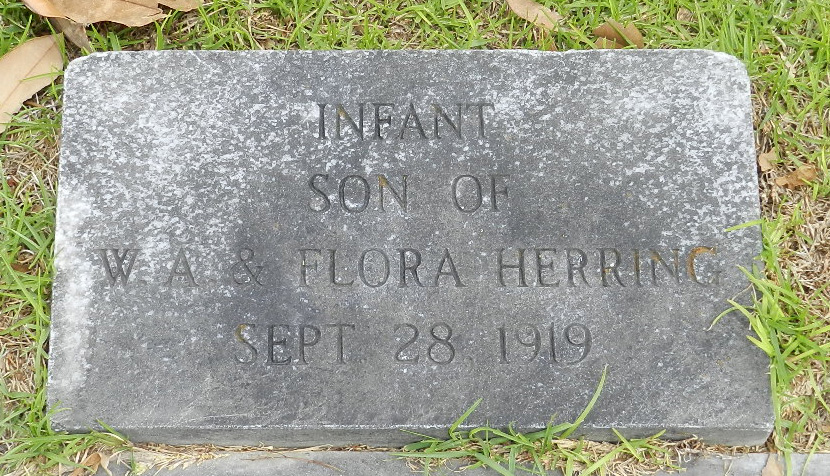 INFANT
SON OF
W. A. & FLORA HERRING
SEPT 28 1919